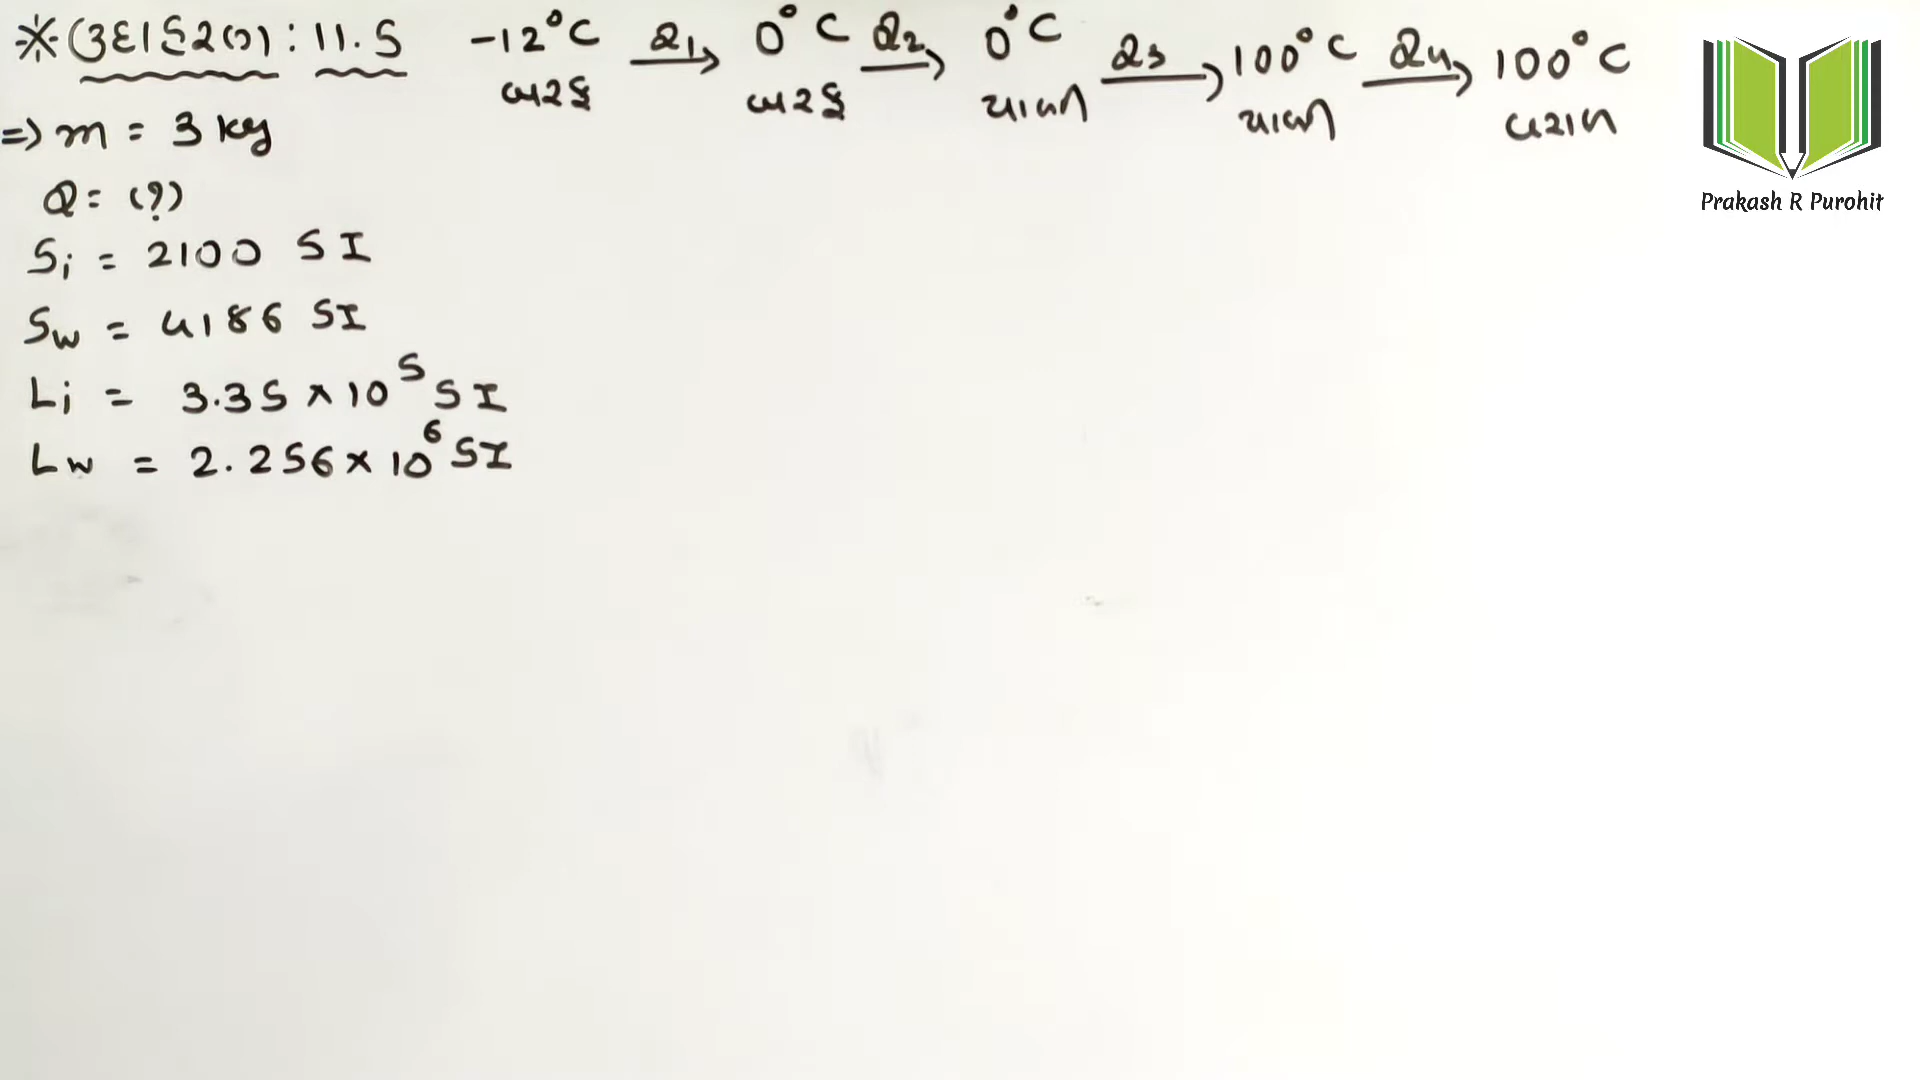 * ઉદાહરણ : 11.5 -12°C Q1→ 0°C Q2→ 0°C Q3→ 100°C Q4→ 100°C
બરફ બરફ પાણી પાણી વરાળ
=> m = 3 kg
Q = (?)
Si = 2100 SI
Sw = 4186 SI
Li = 3.35 × 10^5 SI
Lw = 2.256 × 10^6 SI
Prakash R Purohit